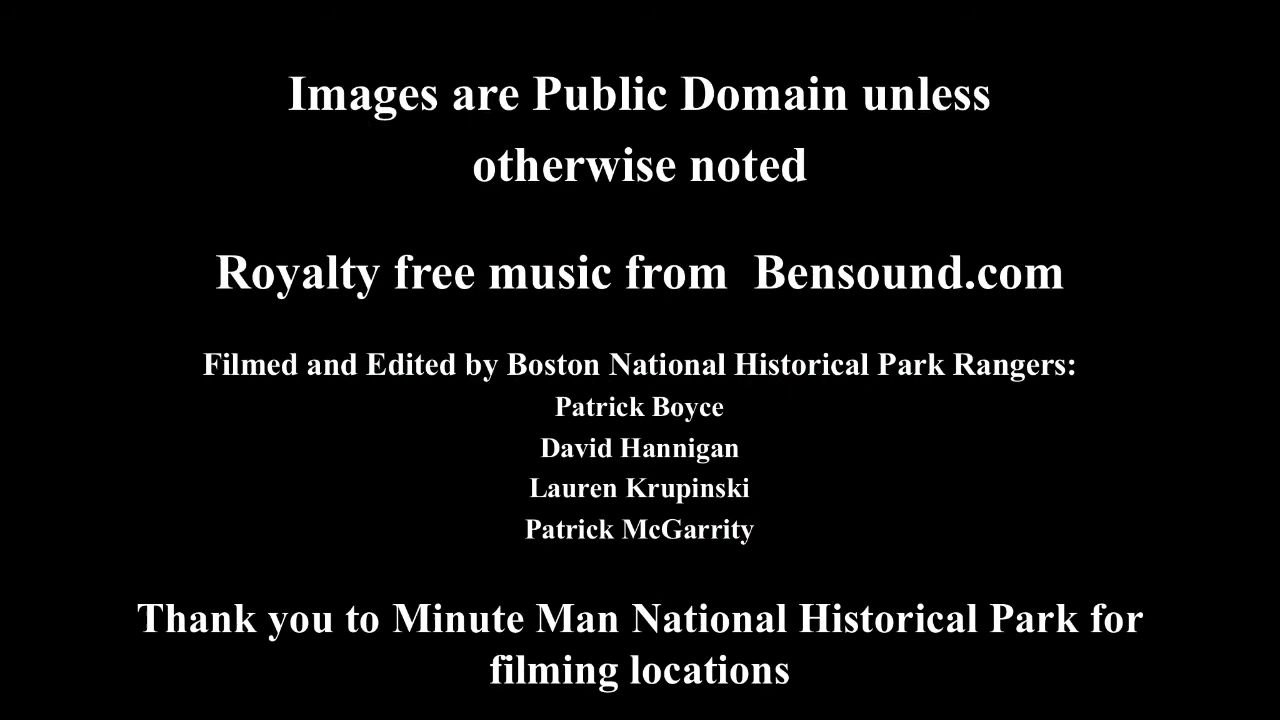 Images are Public Domain unless
otherwise noted
Royalty free music from  Bensound.com
Filmed and Edited by Boston National Historical Park Rangers:
Patrick Boyce
David Hannigan
Lauren Krupinski
Patrick McGarrity
Thank you to Minute Man National Historical Park for
filming locations